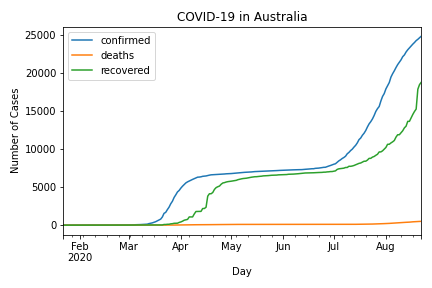 COVID-19 in Australia
25000
20000
15000
10000
5000
0
Number of Cases
confirmed
deaths
recovered
Feb Mar Apr May Jun Jul Aug
2020
Day